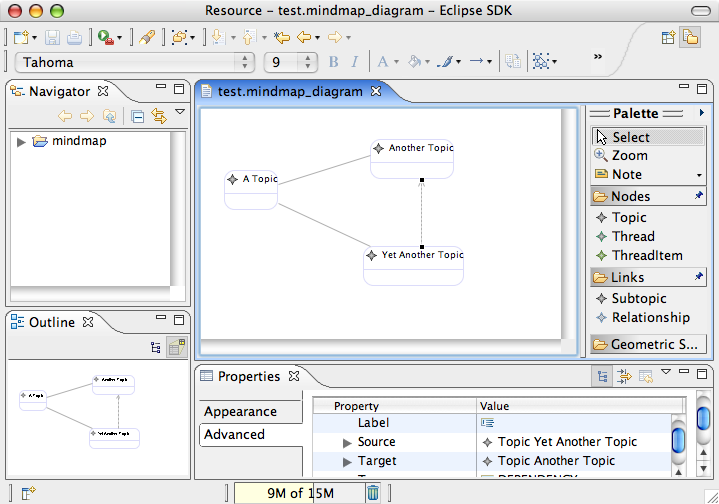 Resource – test.mindmap_diagram – Eclipse SDK
Tahoma 9 B I A »
Navigator
mindmap
test.mindmap_diagram
A Topic
Another Topic
Yet Another Topic
Palette
Select
Zoom
Note
Nodes
Topic
Thread
ThreadItem
Links
Subtopic
Relationship
Geometric S...
Outline
A Topic
Another Topic
Yet Another Topic
Properties
Appearance
Advanced
Property Value
Label
Source Topic Yet Another Topic
Target Topic Another Topic
DEPENDENCY
9M of 15M